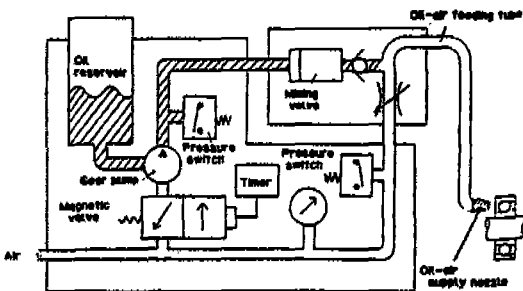 Oil-air feeding tube
Oil
reservoir
Mixing
valve
Pressure
switch
Pressure
switch
Gear pump
Timer
Magnetic
valve
Air
Oil-air
supply nozzle